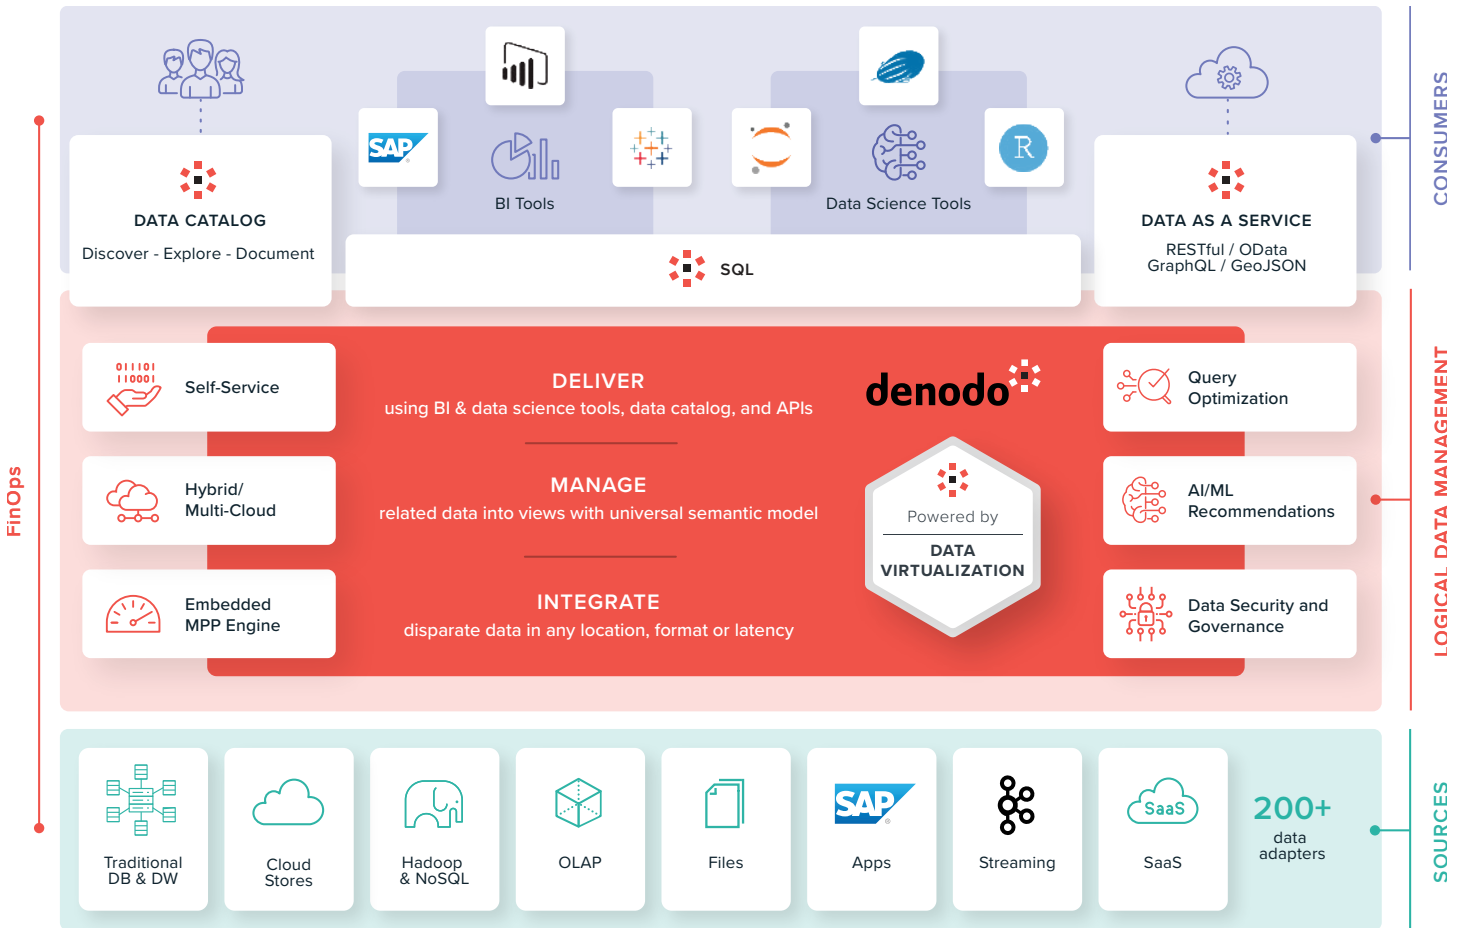 SAP
BI Tools
Data Science Tools
R
DATA CATALOG
Discover - Explore - Document
SQL
DATA AS A SERVICE
RESTful / OData
GraphQL / GeoJSON
CONSUMERS
FinOps
011101
110001
Self-Service
Hybrid/
Multi-Cloud
Embedded
MPP Engine
DELIVER
using BI & data science tools, data catalog, and APIs
MANAGE
related data into views with universal semantic model
INTEGRATE
disparate data in any location, format or latency
denodo
Powered by
DATA
VIRTUALIZATION
Query
Optimization
AI/ML
Recommendations
Data Security and
Governance
LOGICAL DATA MANAGEMENT
Traditional
DB & DW
Cloud
Stores
Hadoop
& NoSQL
OLAP
Files
SAP
Apps
Streaming
SaaS
SaaS
200+
data
adapters
SOURCES